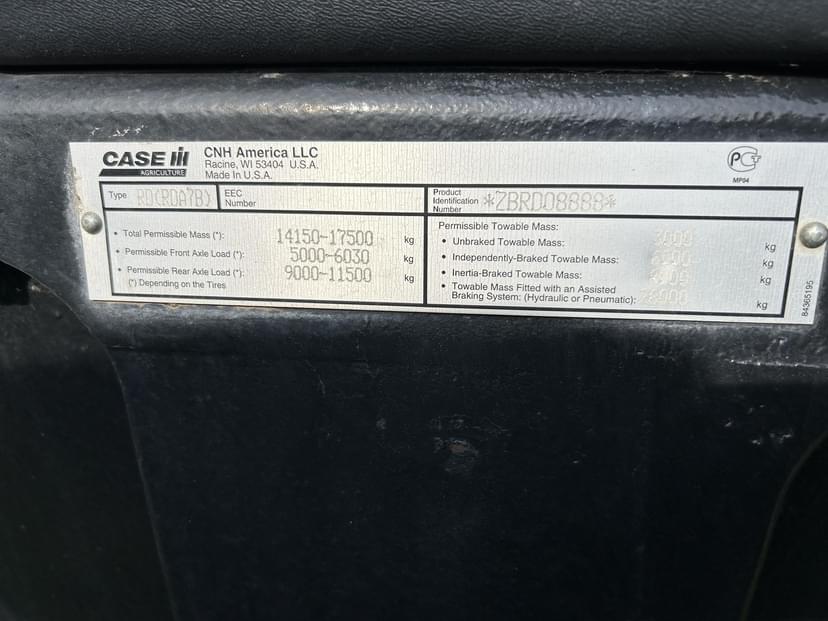 CASE IH
AGRICULTURE
CNH America LLC
Racine, WI 53404 U.S.A.
Made in U.S.A.
MP04
Type RD(RDA7B)
EEC
Number
Product
Identification
Number
*ZBRD08888*
• Total Permissible Mass (*): 14150-17500 kg
• Permissible Front Axle Load (*): 5000-6030 kg
• Permissible Rear Axle Load (*): 9000-11500 kg
(*) Depending on the Tires
Permissible Towable Mass:
• Unbraked Towable Mass: kg
• Independently-Braked Towable Mass: kg
• Inertia-Braked Towable Mass: kg
• Towable Mass Fitted with an Assisted
Braking System: (Hydraulic or Pneumatic): kg
84365195